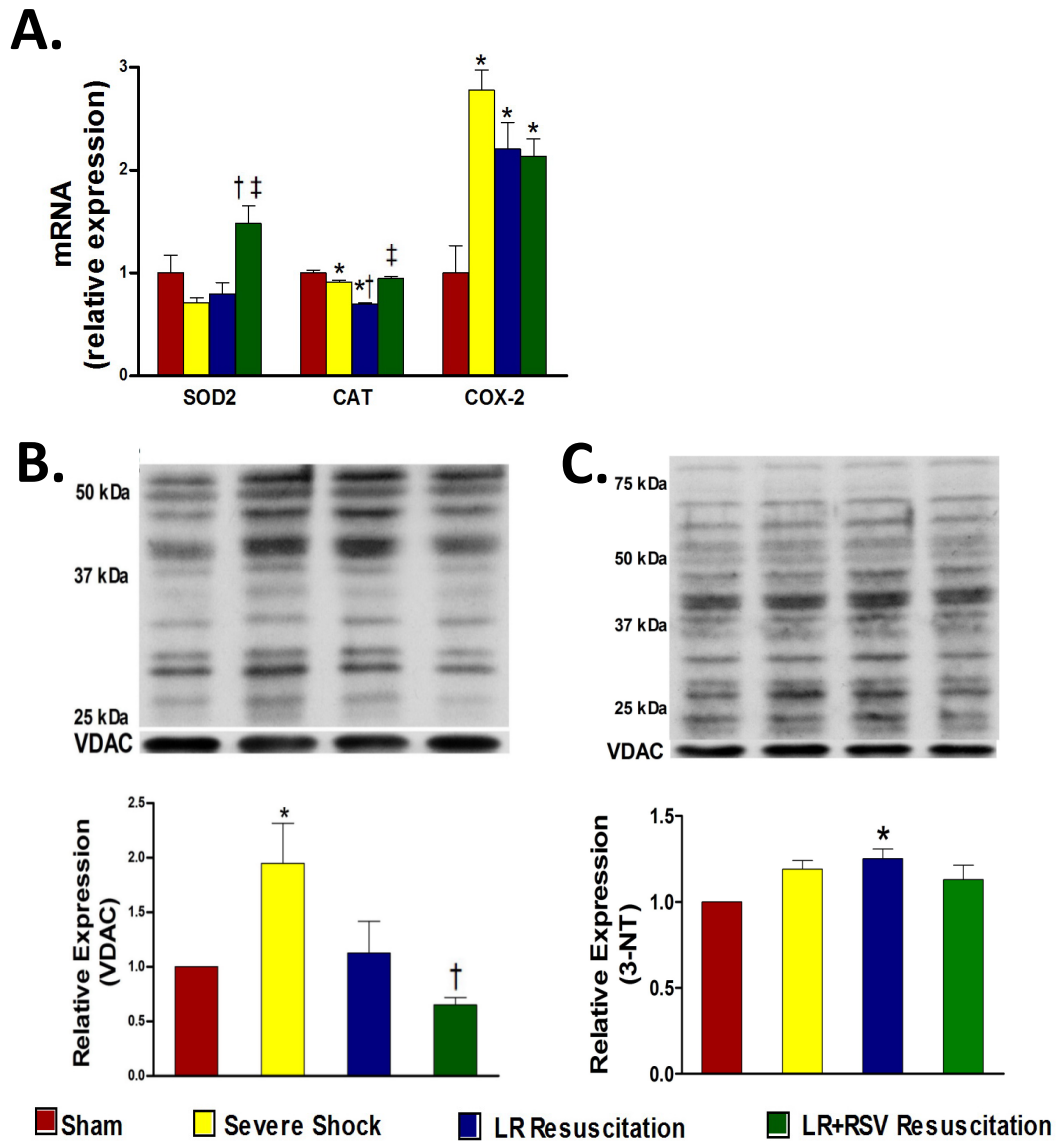 A.
mRNA
(relative expression)
3
2
1
0
† ‡
*
*†
‡
*
*
*
SOD2
CAT
COX-2
B.
50 kDa
37 kDa
25 kDa
VDAC
C.
75 kDa
50 kDa
37 kDa
25 kDa
VDAC
Relative Expression
(VDAC)
2.5
2.0
1.5
1.0
0.5
0.0
*
†
Relative Expression
(3-NT)
1.5
1.0
0.5
0.0
*
Sham
Severe Shock
LR Resuscitation
LR+RSV Resuscitation